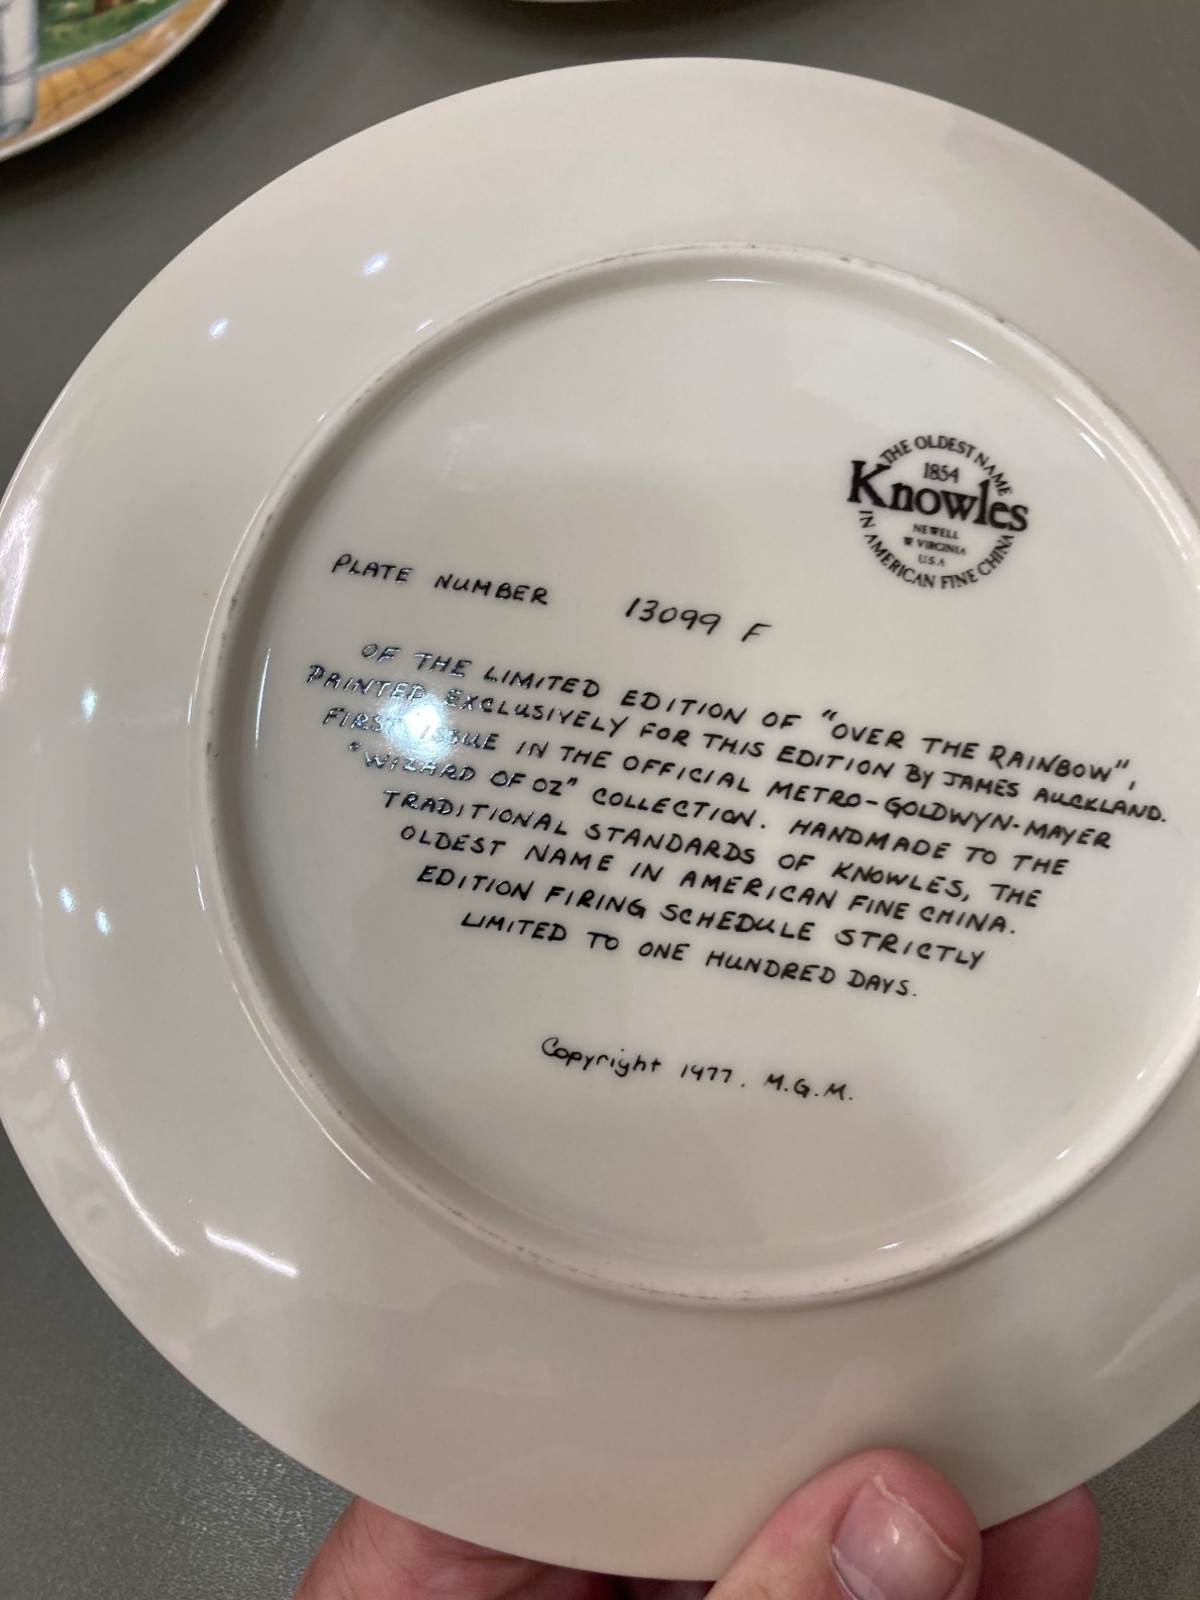 THE OLDEST NAME
1854
Knowles
NEWELL
W VIRGINIA
U.S.A
IN AMERICAN FINE CHINA
PLATE NUMBER 13099 F
OF THE LIMITED EDITION OF "OVER THE RAINBOW",
PAINTED EXCLUSIVELY FOR THIS EDITION BY JAMES AUCKLAND.
FIRST ISSUE IN THE OFFICIAL METRO-GOLDWYN-MAYER
"WIZARD OF OZ" COLLECTION. HANDMADE TO THE
TRADITIONAL STANDARDS OF KNOWLES, THE
OLDEST NAME IN AMERICAN FINE CHINA.
EDITION FIRING SCHEDULE STRICTLY
LIMITED TO ONE HUNDRED DAYS.
Copyright 1977. M.G.M.